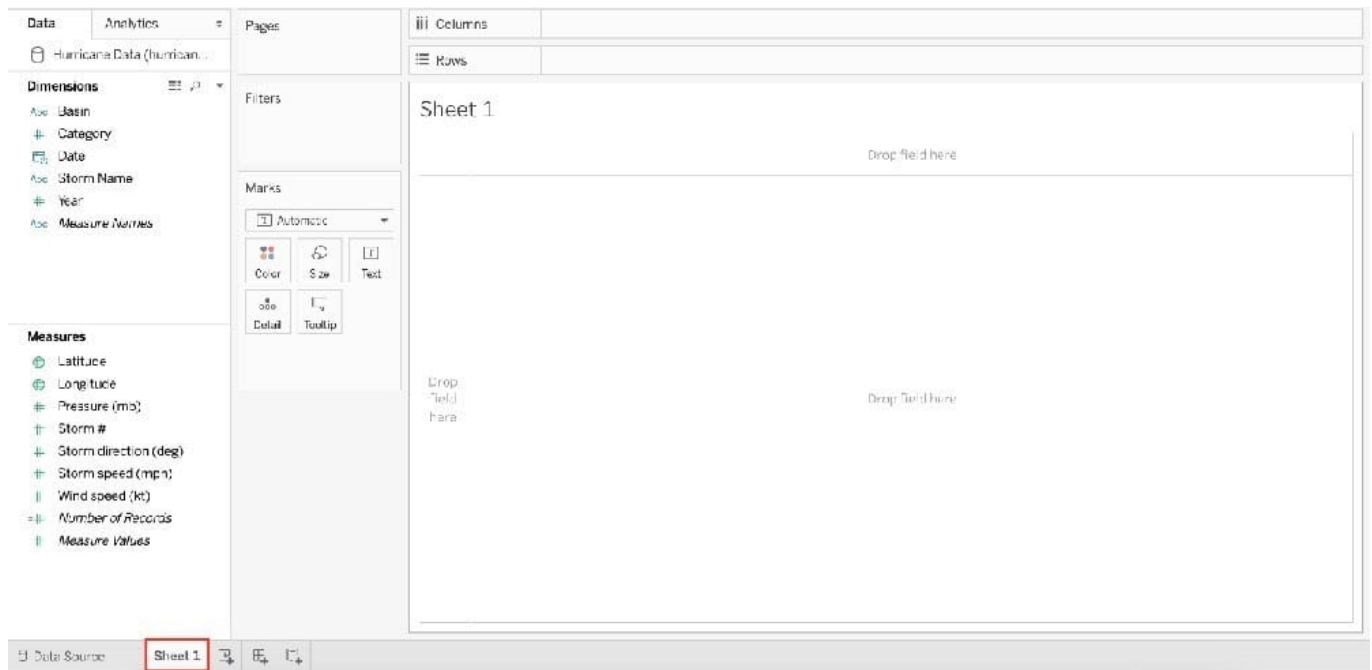 Data Analytics
Hurricane Data (hurrican...
Dimensions
Abc Basin
Category
Date
Abc Storm Name
Year
Abc Measure Names
Measures
Latitude
Longitude
Pressure (mb)
Storm #
Storm direction (deg)
Storm speed (mph)
Wind speed (kt)
Number of Records
Measure Values
Pages
Filters
Marks
Automatic
Color Size Text
Detail Tooltip
Columns
Rows
Sheet 1
Drop field here
Drop
field
here
Drop field here
Data Source Sheet 1